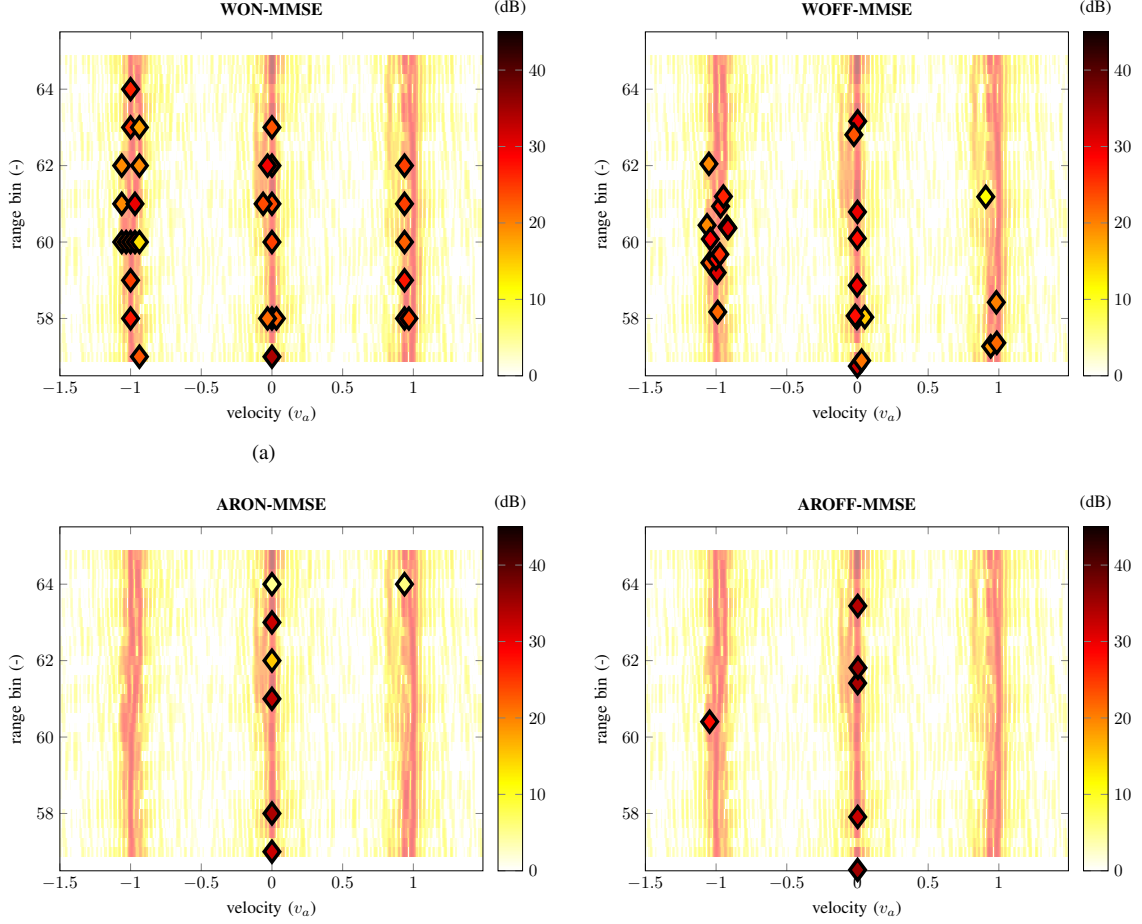 WON-MMSE (dB) WOFF-MMSE (dB)
64 40 64 40
62 30 62 30
60 20 60 20
58 10 58 10
0 0
−1.5 −1 −0.5 0 0.5 1 −1.5 −1 −0.5 0 0.5 1
range bin (-) range bin (-)
velocity (v_a) velocity (v_a)
(a)
ARON-MMSE (dB) AROFF-MMSE (dB)
64 40 64 40
62 30 62 30
60 20 60 20
58 10 58 10
0 0
−1.5 −1 −0.5 0 0.5 1 −1.5 −1 −0.5 0 0.5 1
range bin (-) range bin (-)
velocity (v_a) velocity (v_a)